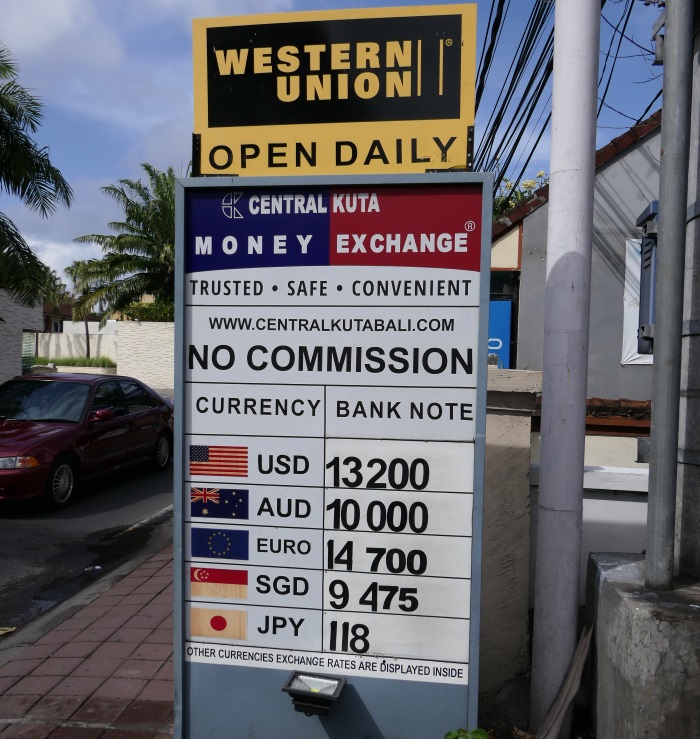 WESTERN
UNION
OPEN DAILY
CENTRAL KUTA
MONEY EXCHANGE®
TRUSTED • SAFE • CONVENIENT
WWW.CENTRALKUTABALI.COM
NO COMMISSION
CURRENCY BANK NOTE
USD 13200
AUD 10 000
EURO 14 700
SGD 9 475
JPY 118
OTHER CURRENCIES EXCHANGE RATES ARE DISPLAYED INSIDE